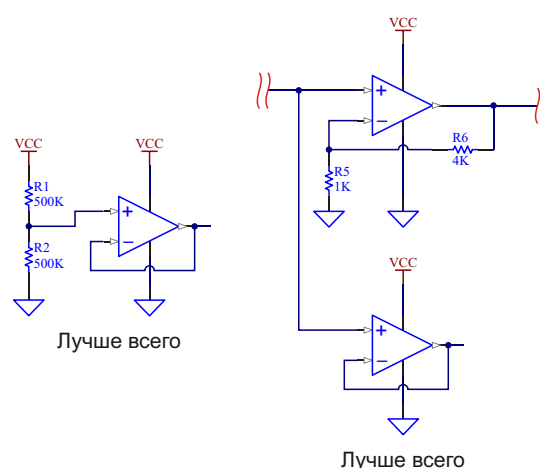 VCC
VCC
R1
500K
+
−
R2
500K
Лучше всего
VCC
+
−
R6
4K
R5
1K
VCC
+
−
Лучше всего